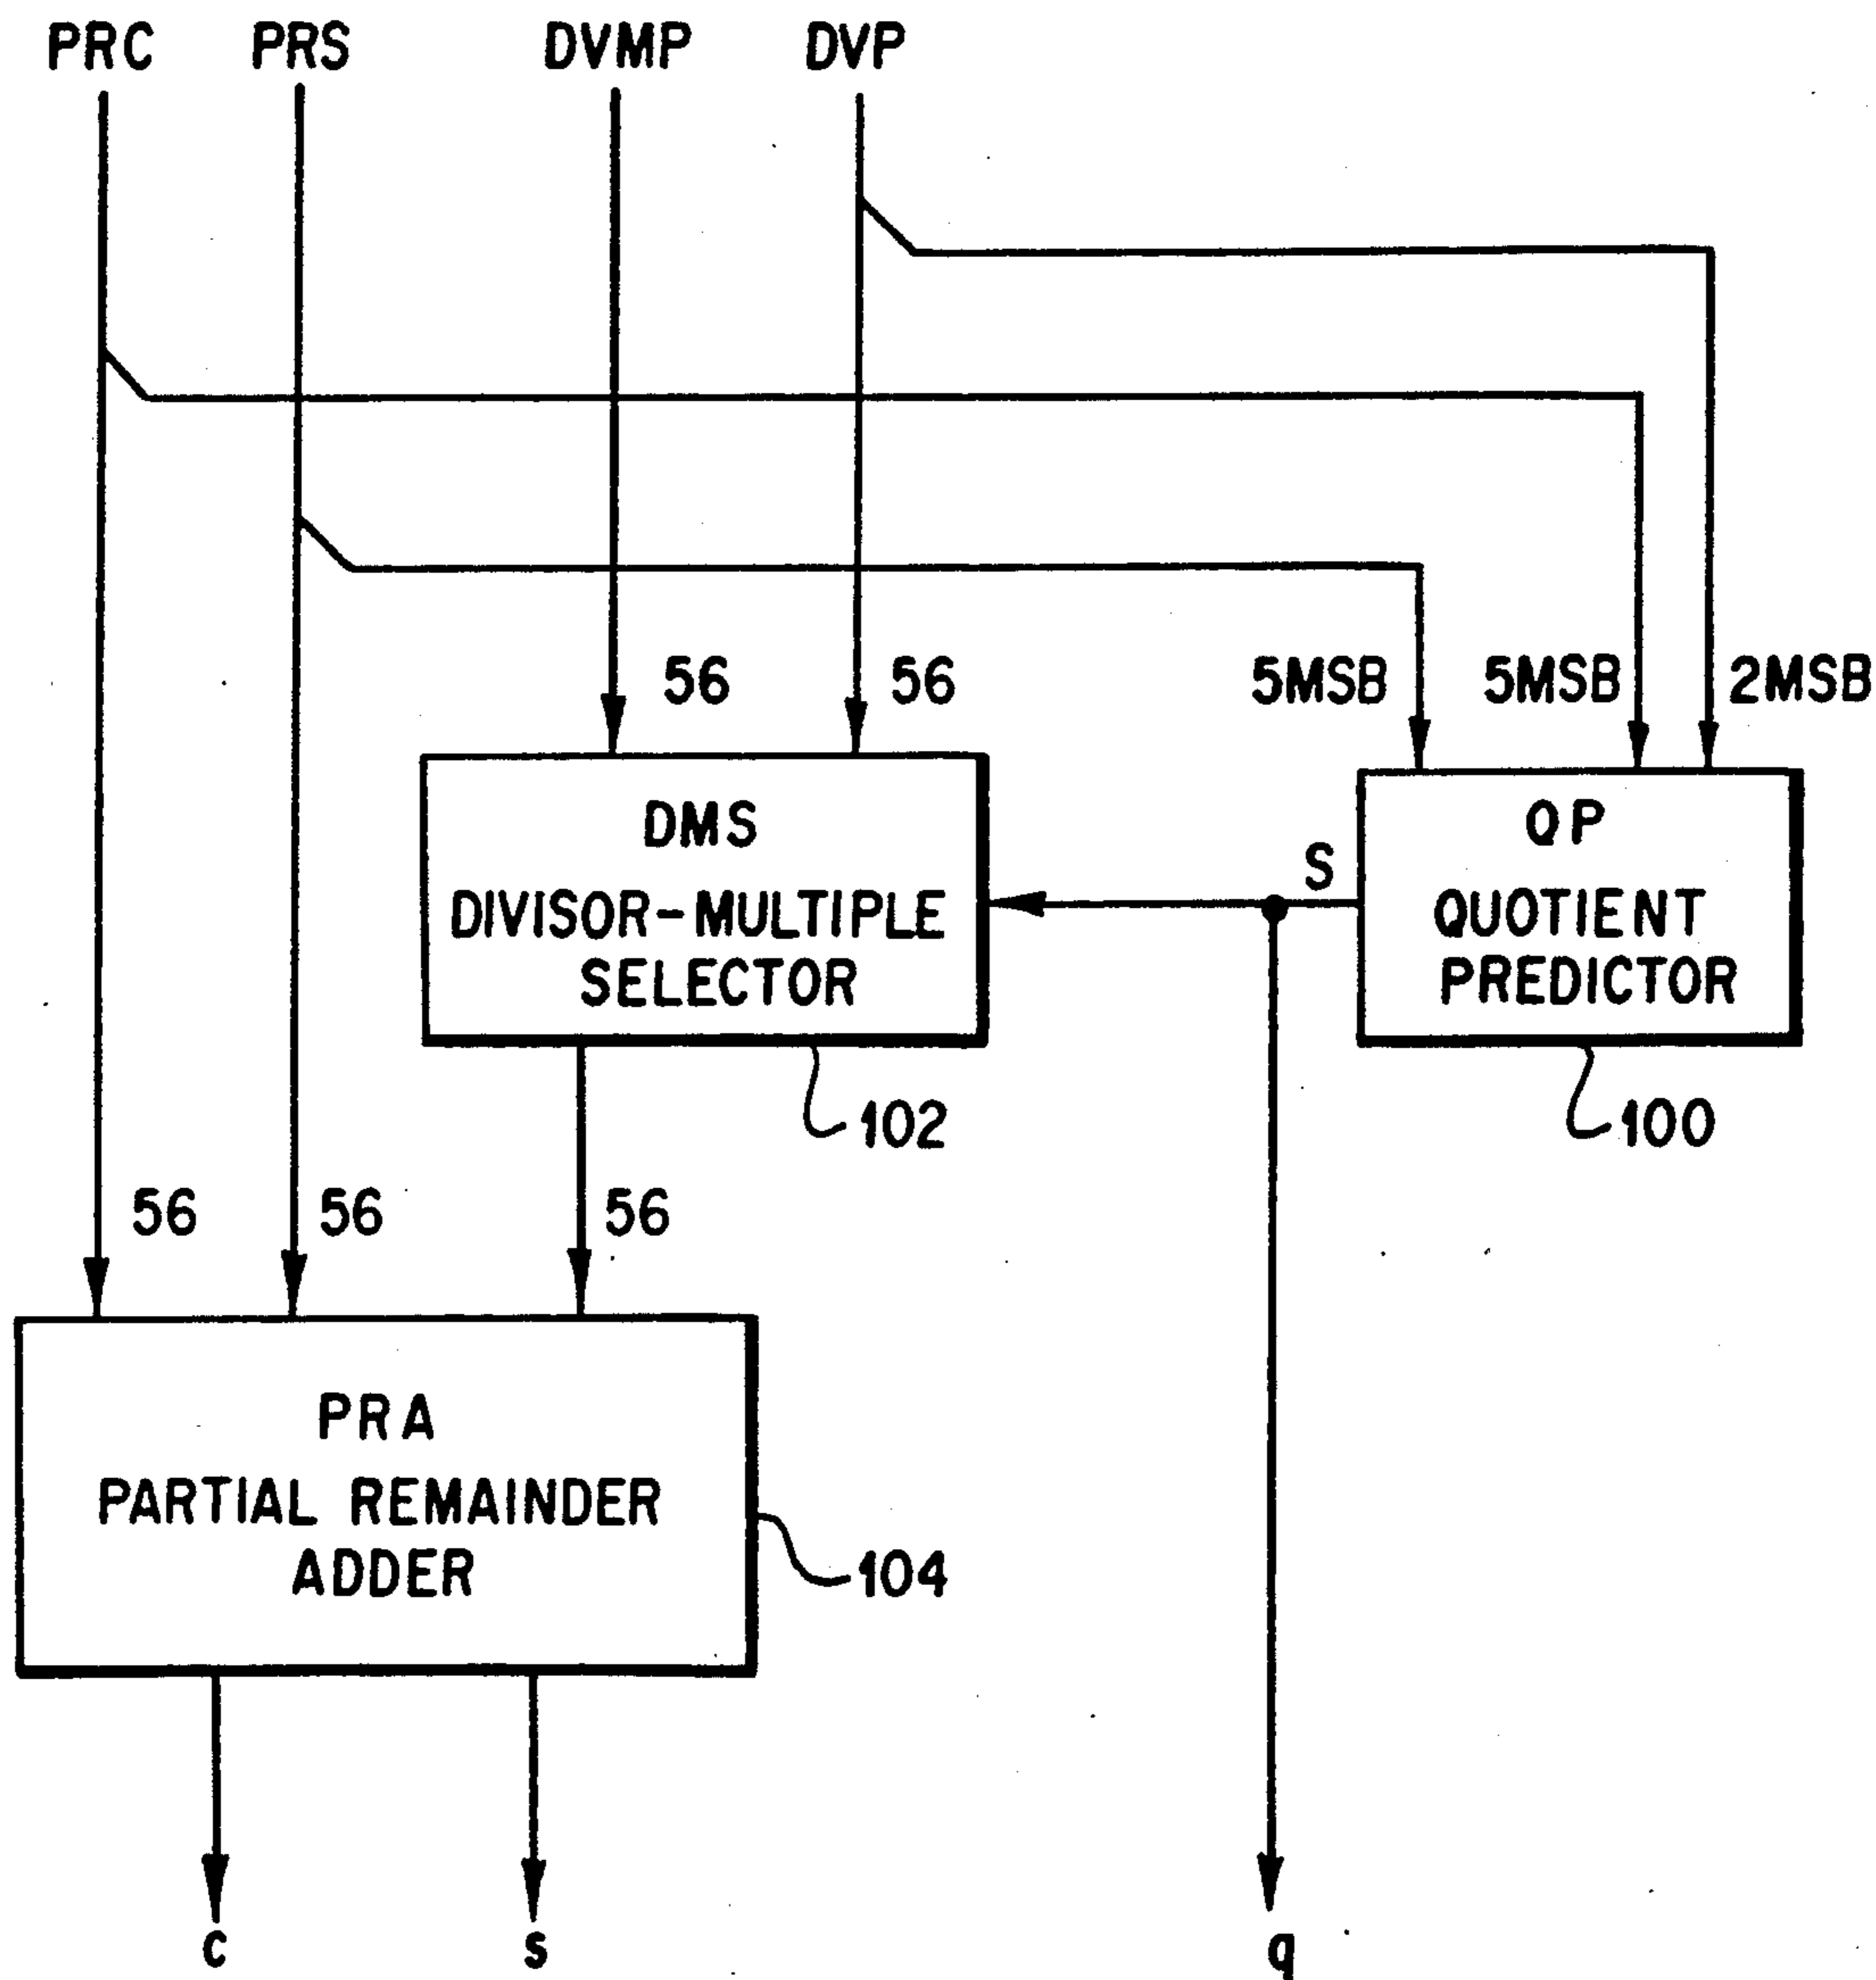 PRC PRS DVMP DVP
56 56 5MSB 5MSB 2MSB
DMS
DIVISOR-MULTIPLE
SELECTOR
S
QP
QUOTIENT
PREDICTOR
102
100
56 56 56
PRA
PARTIAL REMAINDER
ADDER
104
c s q